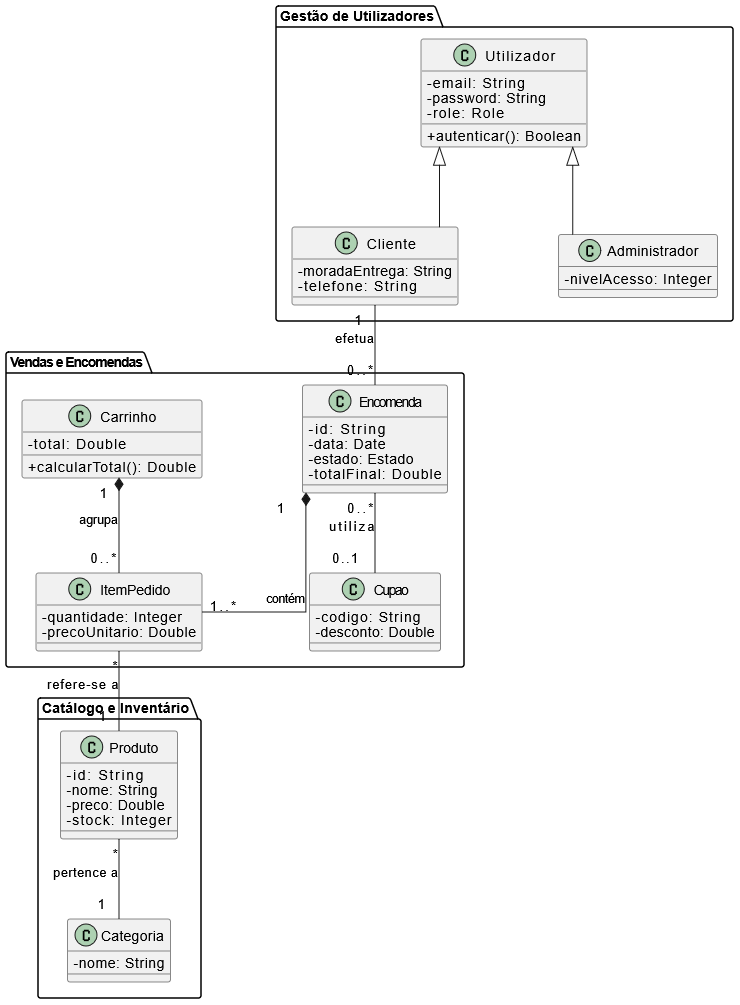 Gestão de Utilizadores
C Utilizador
-email: String
-password: String
-role: Role
+autenticar(): Boolean
C Cliente
-moradaEntrega: String
-telefone: String
C Administrador
-nivelAcesso: Integer
1
efetua
0..*
Vendas e Encomendas
C Carrinho
-total: Double
+calcularTotal(): Double
C Encomenda
-id: String
-data: Date
-estado: Estado
-totalFinal: Double
1
agrupa
0..*
1
contém
1..*
0..*
utiliza
0..1
C ItemPedido
-quantidade: Integer
-precoUnitario: Double
C Cupao
-codigo: String
-desconto: Double
*
refere-se a
1
Catálogo e Inventário
C Produto
-id: String
-nome: String
-preco: Double
-stock: Integer
*
pertence a
1
C Categoria
-nome: String